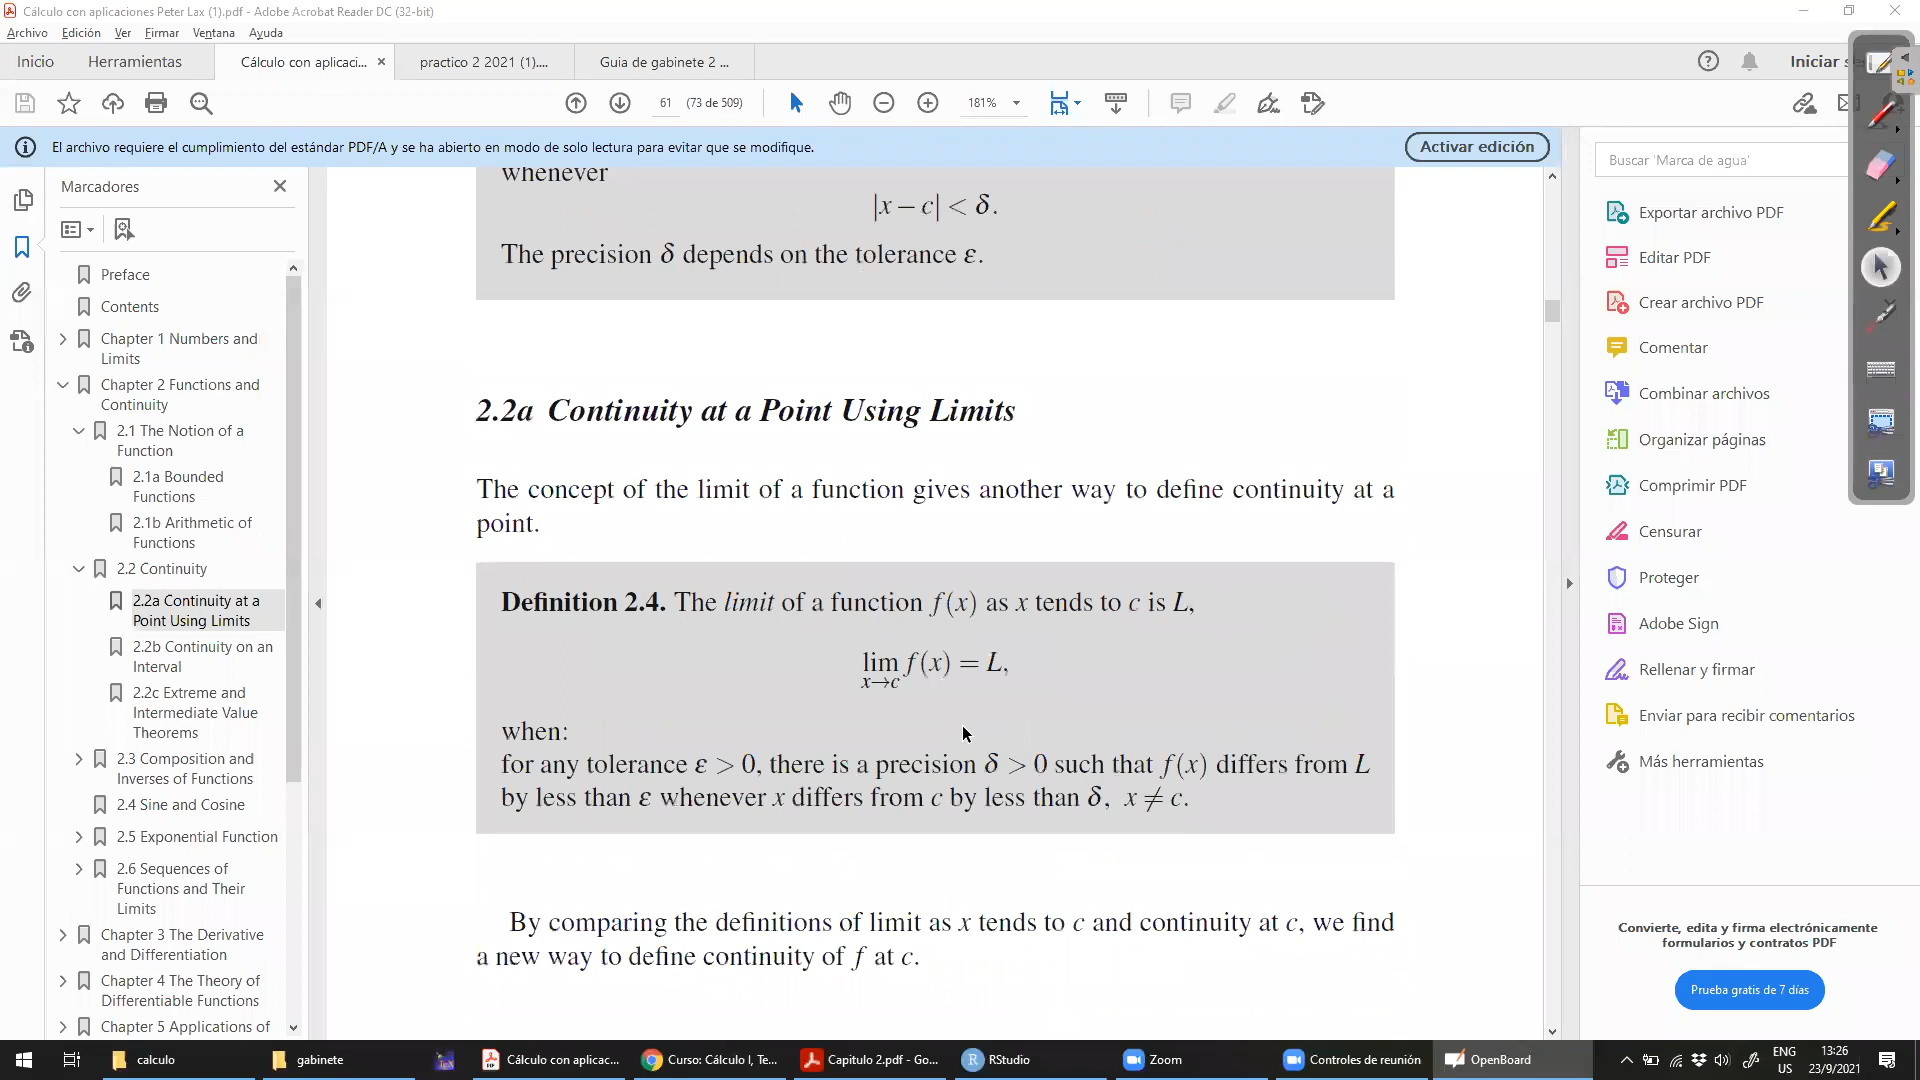 Cálculo con aplicaciones Peter Lax (1).pdf - Adobe Acrobat Reader DC (32-bit)
Archivo Edición Ver Firmar Ventana Ayuda
Inicio Herramientas Cálculo con aplicaci... practico 2 2021 (1).... Guia de gabinete 2 ... Iniciar
61 (73 de 509) 181%
El archivo requiere el cumplimiento del estándar PDF/A y se ha abierto en modo de solo lectura para evitar que se modifique. Activar edición
Marcadores
Preface
Contents
Chapter 1 Numbers and
Limits
Chapter 2 Functions and
Continuity
2.1 The Notion of a
Function
2.1a Bounded
Functions
2.1b Arithmetic of
Functions
2.2 Continuity
2.2a Continuity at a
Point Using Limits
2.2b Continuity on an
Interval
2.2c Extreme and
Intermediate Value
Theorems
2.3 Composition and
Inverses of Functions
2.4 Sine and Cosine
2.5 Exponential Function
2.6 Sequences of
Functions and Their
Limits
Chapter 3 The Derivative
and Differentiation
Chapter 4 The Theory of
Differentiable Functions
Chapter 5 Applications of
whenever
|x − c| < δ.
The precision δ depends on the tolerance ε.
2.2a Continuity at a Point Using Limits
The concept of the limit of a function gives another way to define continuity at a
point.
Definition 2.4. The limit of a function f(x) as x tends to c is L,
lim f(x) = L,
x→c
when:
for any tolerance ε > 0, there is a precision δ > 0 such that f(x) differs from L
by less than ε whenever x differs from c by less than δ, x ≠ c.
By comparing the definitions of limit as x tends to c and continuity at c, we find
a new way to define continuity of f at c.
Buscar 'Marca de agua'
Exportar archivo PDF
Editar PDF
Crear archivo PDF
Comentar
Combinar archivos
Organizar páginas
Comprimir PDF
Censurar
Proteger
Adobe Sign
Rellenar y firmar
Enviar para recibir comentarios
Más herramientas
Convierte, edita y firma electrónicamente
formularios y contratos PDF
Prueba gratis de 7 días
calculo gabinete Cálculo con aplicac... Curso: Cálculo I, Te... Capitulo 2.pdf - Go... RStudio Zoom Controles de reunión OpenBoard
ENG
US
13:26
23/9/2021